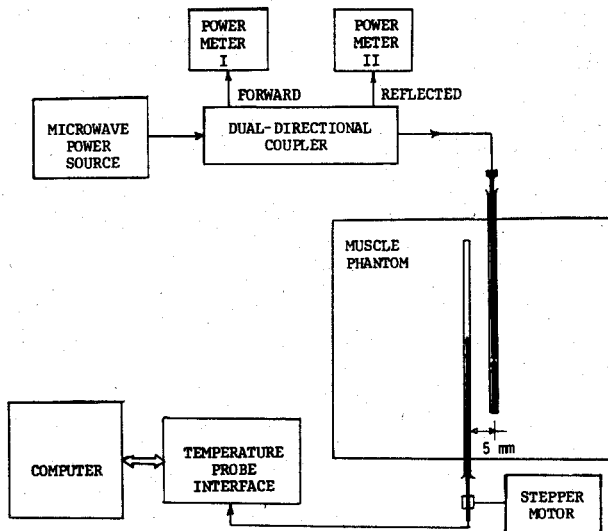 POWER
METER
I
POWER
METER
II
FORWARD
REFLECTED
MICROWAVE
POWER
SOURCE
DUAL-DIRECTIONAL
COUPLER
MUSCLE
PHANTOM
5 mm
COMPUTER
TEMPERATURE
PROBE
INTERFACE
STEPPER
MOTOR